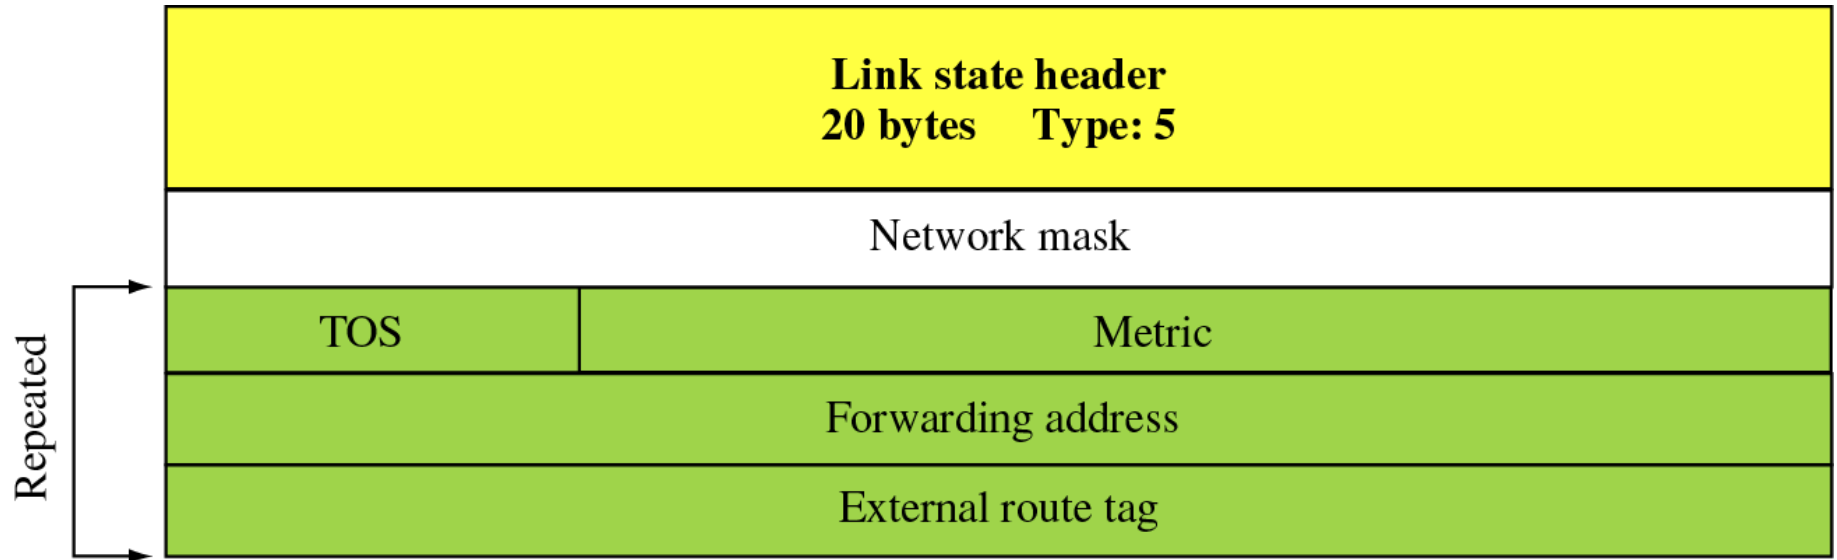 Link state header
20 bytes Type: 5
Network mask
Repeated
TOS Metric
Forwarding address
External route tag